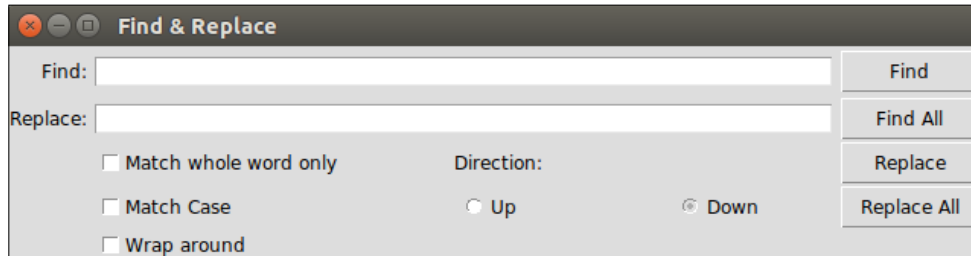 Find & Replace
Find: Find
Replace: Find All
Match whole word only Direction: Replace
Match Case Up Down Replace All
Wrap around